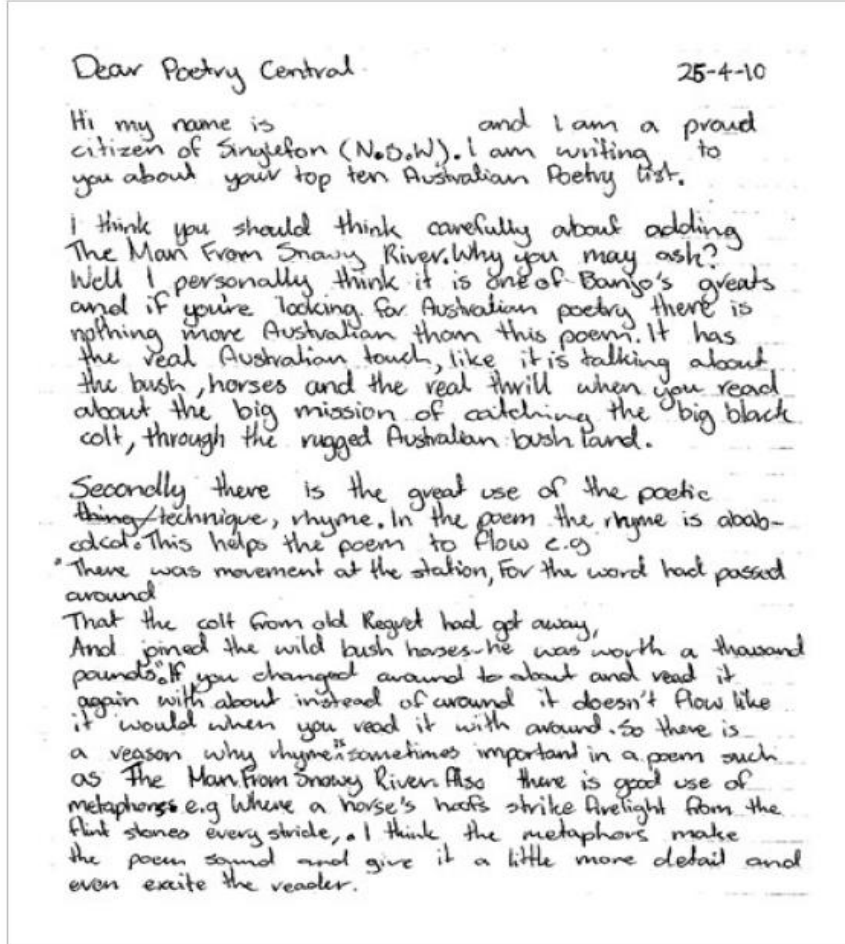 Dear Poetry Central 25-4-10
Hi my name is and I am a proud
citizen of Singleton (N.S.W). I am writing to
you about your top ten Australian Poetry list.
I think you should think carefully about adding
The Man From Snowy River. Why you may ask?
Well I personally think it is one of Banjo's greats
and if you're looking for Australian poetry there is
nothing more Australian than this poem. It has
the real Australian touch, like it is talking about
the bush, horses and the real thrill when you read
about the big mission of catching the big black
colt, through the rugged Australian bush land.
Secondly there is the great use of the poetic
thing/technique, rhyme. In the poem the rhyme is abab-
cdcd. This helps the poem to flow e.g
"There was movement at the station, For the word had passed
around
That the colt from old Regret had got away,
And joined the wild bush horses-he was worth a thousand
pounds". If you changed around to about and read it
again with about instead of around it doesn't flow like
it would when you read it with around. So there is
a reason why rhyme is sometimes important in a poem such
as The Man From Snowy River. Also there is good use of
metaphores e.g Where a horse's hoofs strike firelight from the
flint stones every stride,. I think the metaphors make
the poem sound and give it a little more detail and
even excite the reader.